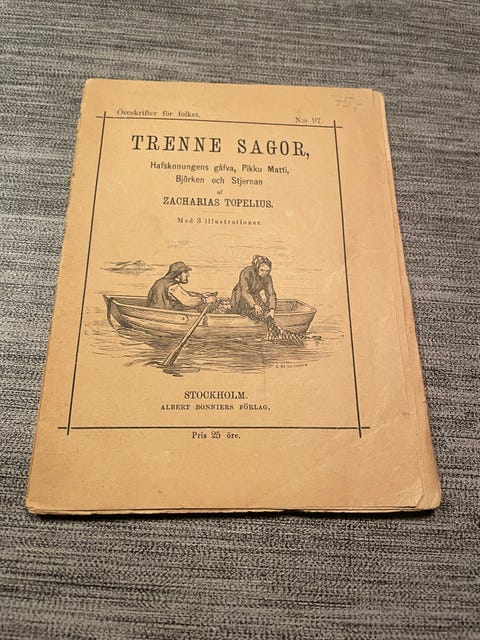 75,-
Öreskrifter för folket. N:o 97.
TRENNE SAGOR,
Hafskonungens gåfva, Pikku Matti,
Björken och Stjernan
af
ZACHARIAS TOPELIUS.
Med 3 illustrationer.
STOCKHOLM.
ALBERT BONNIERS FÖRLAG.
Pris 25 öre.